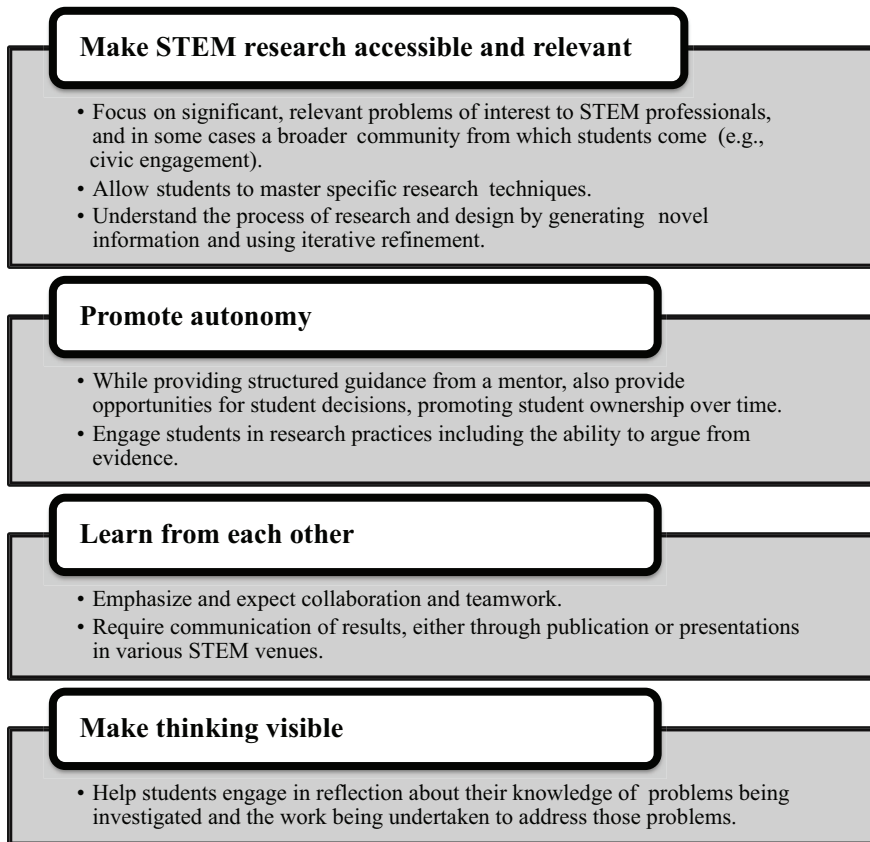 Make STEM research accessible and relevant
• Focus on significant, relevant problems of interest to STEM professionals,
and in some cases a broader community from which students come (e.g.,
civic engagement).
• Allow students to master specific research techniques.
• Understand the process of research and design by generating novel
information and using iterative refinement.
Promote autonomy
• While providing structured guidance from a mentor, also provide
opportunities for student decisions, promoting student ownership over time.
• Engage students in research practices including the ability to argue from
evidence.
Learn from each other
• Emphasize and expect collaboration and teamwork.
• Require communication of results, either through publication or presentations
in various STEM venues.
Make thinking visible
• Help students engage in reflection about their knowledge of problems being
investigated and the work being undertaken to address those problems.